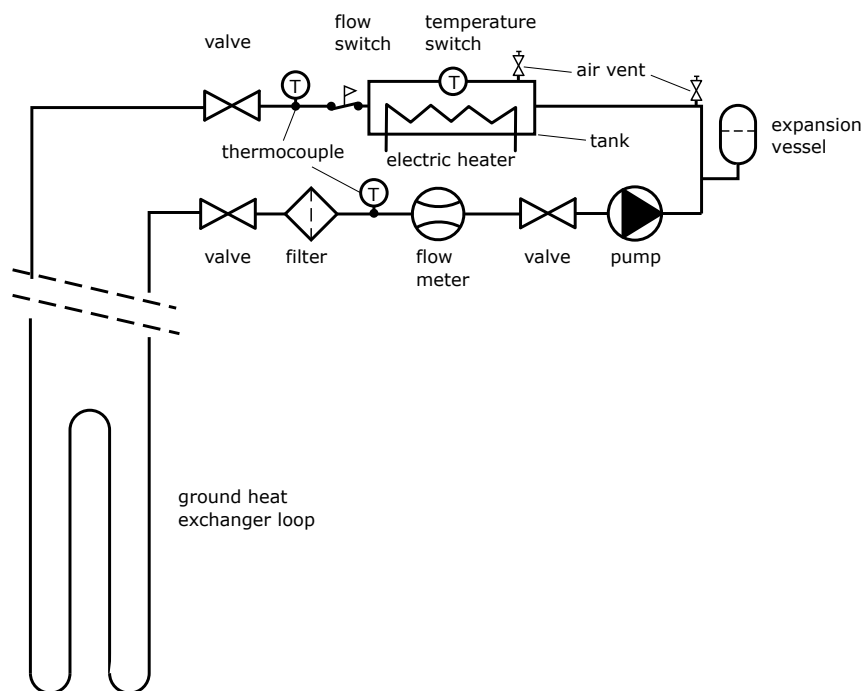 valve
flow
switch
temperature
switch
T
T
air vent
expansion
vessel
thermocouple
electric heater
tank
T
valve
filter
flow
meter
valve
pump
ground heat
exchanger loop